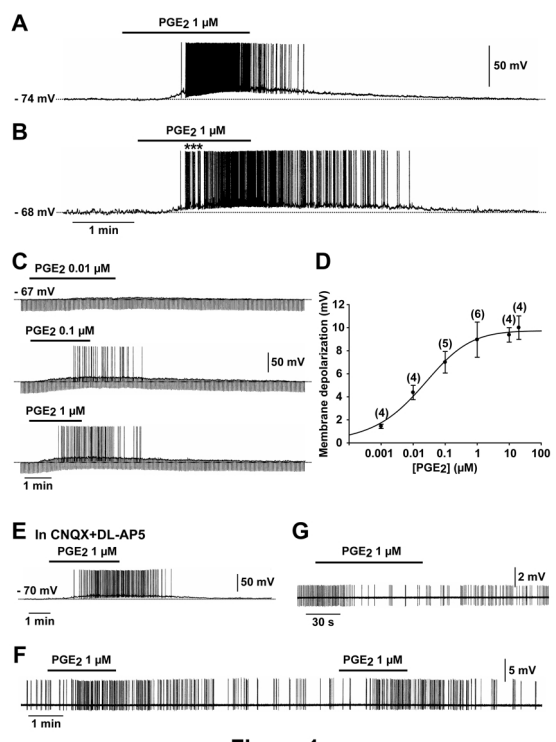 A
PGE2 1 µM
50 mV
- 74 mV
B
PGE2 1 µM
***
- 68 mV
1 min
C
PGE2 0.01 µM
- 67 mV
PGE2 0.1 µM
50 mV
PGE2 1 µM
1 min
D
Membrane depolarization (mV)
12
10
8
6
4
2
0
(4)
(4)
(5)
(6)
(4)
(4)
0.001
0.01
0.1
1
10
100
[PGE2] (µM)
E In CNQX+DL-AP5
PGE2 1 µM
- 70 mV
50 mV
1 min
G
PGE2 1 µM
2 mV
30 s
F
PGE2 1 µM
PGE2 1 µM
5 mV
1 min